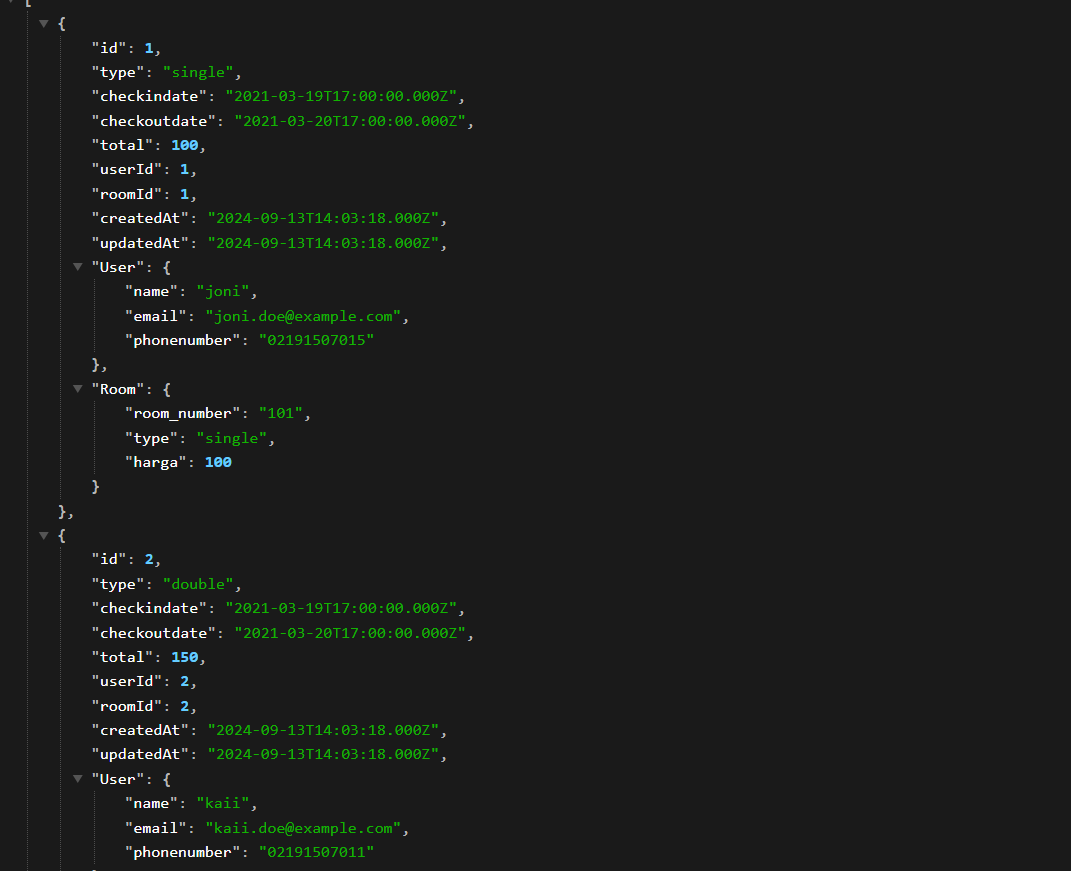 [
{
"id": 1,
"type": "single",
"checkindate": "2021-03-19T17:00:00.000Z",
"checkoutdate": "2021-03-20T17:00:00.000Z",
"total": 100,
"userId": 1,
"roomId": 1,
"createdAt": "2024-09-13T14:03:18.000Z",
"updatedAt": "2024-09-13T14:03:18.000Z",
"User": {
"name": "joni",
"email": "joni.doe@example.com",
"phonenumber": "02191507015"
},
"Room": {
"room_number": "101",
"type": "single",
"harga": 100
}
},
{
"id": 2,
"type": "double",
"checkindate": "2021-03-19T17:00:00.000Z",
"checkoutdate": "2021-03-20T17:00:00.000Z",
"total": 150,
"userId": 2,
"roomId": 2,
"createdAt": "2024-09-13T14:03:18.000Z",
"updatedAt": "2024-09-13T14:03:18.000Z",
"User": {
"name": "kaii",
"email": "kaii.doe@example.com",
"phonenumber": "02191507011"